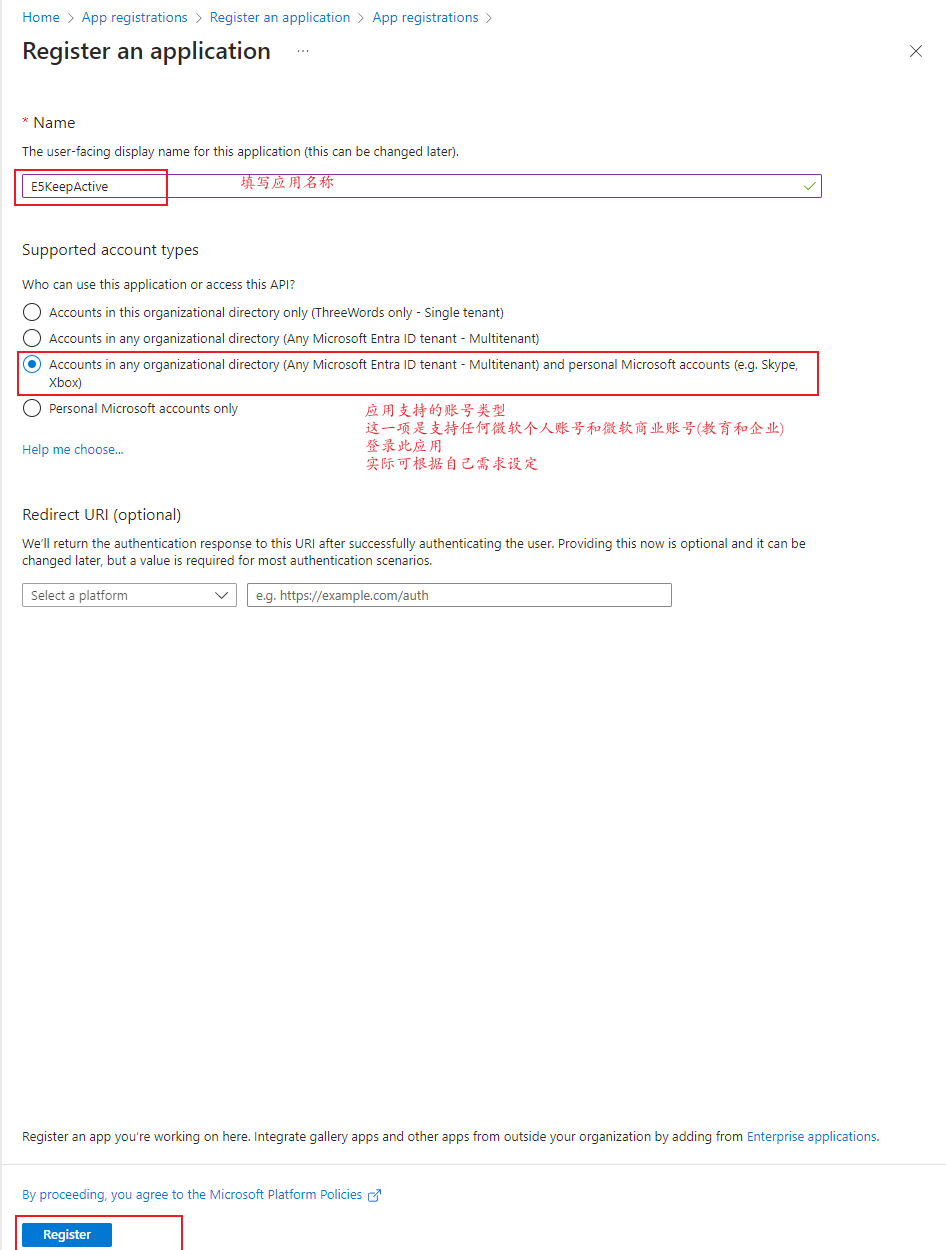 Home > App registrations > Register an application > App registrations >
Register an application ...
* Name
The user-facing display name for this application (this can be changed later).
E5KeepActive
填写应用名称
Supported account types
Who can use this application or access this API?
Accounts in this organizational directory only (ThreeWords only - Single tenant)
Accounts in any organizational directory (Any Microsoft Entra ID tenant - Multitenant)
Accounts in any organizational directory (Any Microsoft Entra ID tenant - Multitenant) and personal Microsoft accounts (e.g. Skype,
Xbox)
Personal Microsoft accounts only
应用支持的账号类型
这一项是支持任何微软个人账号和微软商业账号(教育和企业)
登录此应用
实际可根据自己需求设定
Help me choose...
Redirect URI (optional)
We'll return the authentication response to this URI after successfully authenticating the user. Providing this now is optional and it can be
changed later, but a value is required for most authentication scenarios.
Select a platform
e.g. https://example.com/auth
Register an app you're working on here. Integrate gallery apps and other apps from outside your organization by adding from Enterprise applications.
By proceeding, you agree to the Microsoft Platform Policies
Register